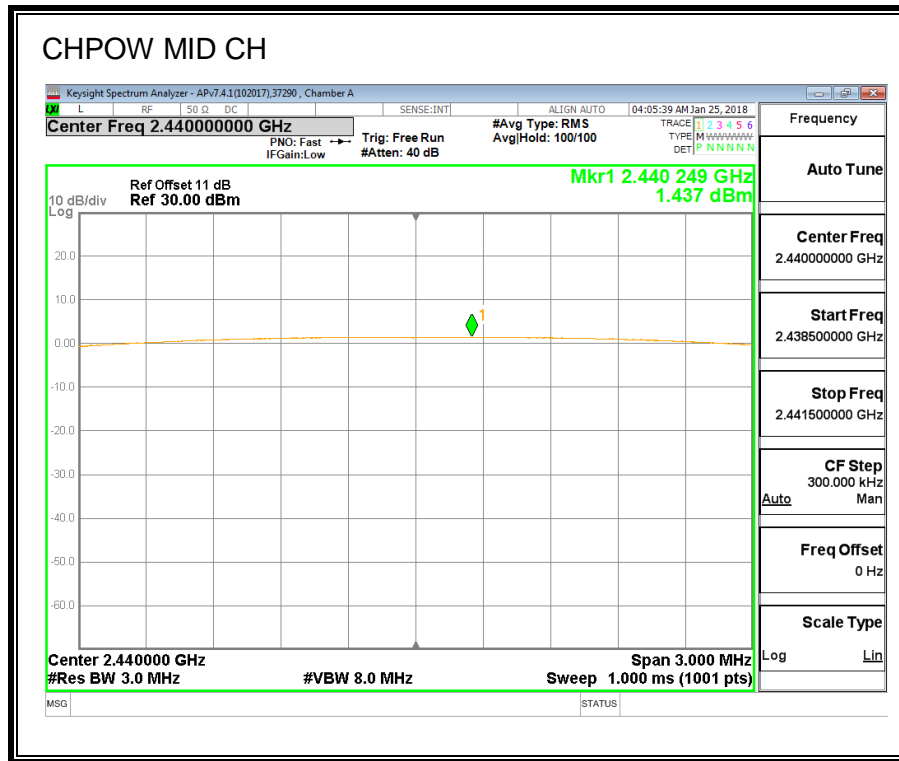 CHPOW MID CH
Keysight Spectrum Analyzer - APv7.4.1(102017),37290 , Chamber A
LXI L RF 50 Ω DC SENSE:INT ALIGN AUTO 04:05:39 AM Jan 25, 2018
Center Freq 2.440000000 GHz
PNO: Fast
IFGain:Low
Trig: Free Run
#Atten: 40 dB
#Avg Type: RMS
Avg|Hold: 100/100
TRACE 1 2 3 4 5 6
TYPE M WWWWW
DET P N N N N N
Mkr1 2.440 249 GHz
1.437 dBm
Ref Offset 11 dB
10 dB/div Ref 30.00 dBm
Log
20.0
10.0
1
0.00
-10.0
-20.0
-30.0
-40.0
-50.0
-60.0
Center 2.440000 GHz Span 3.000 MHz
#Res BW 3.0 MHz #VBW 8.0 MHz Sweep 1.000 ms (1001 pts)
MSG STATUS
Frequency
Auto Tune
Center Freq
2.440000000 GHz
Start Freq
2.438500000 GHz
Stop Freq
2.441500000 GHz
CF Step
300.000 kHz
Auto Man
Freq Offset
0 Hz
Scale Type
Log Lin